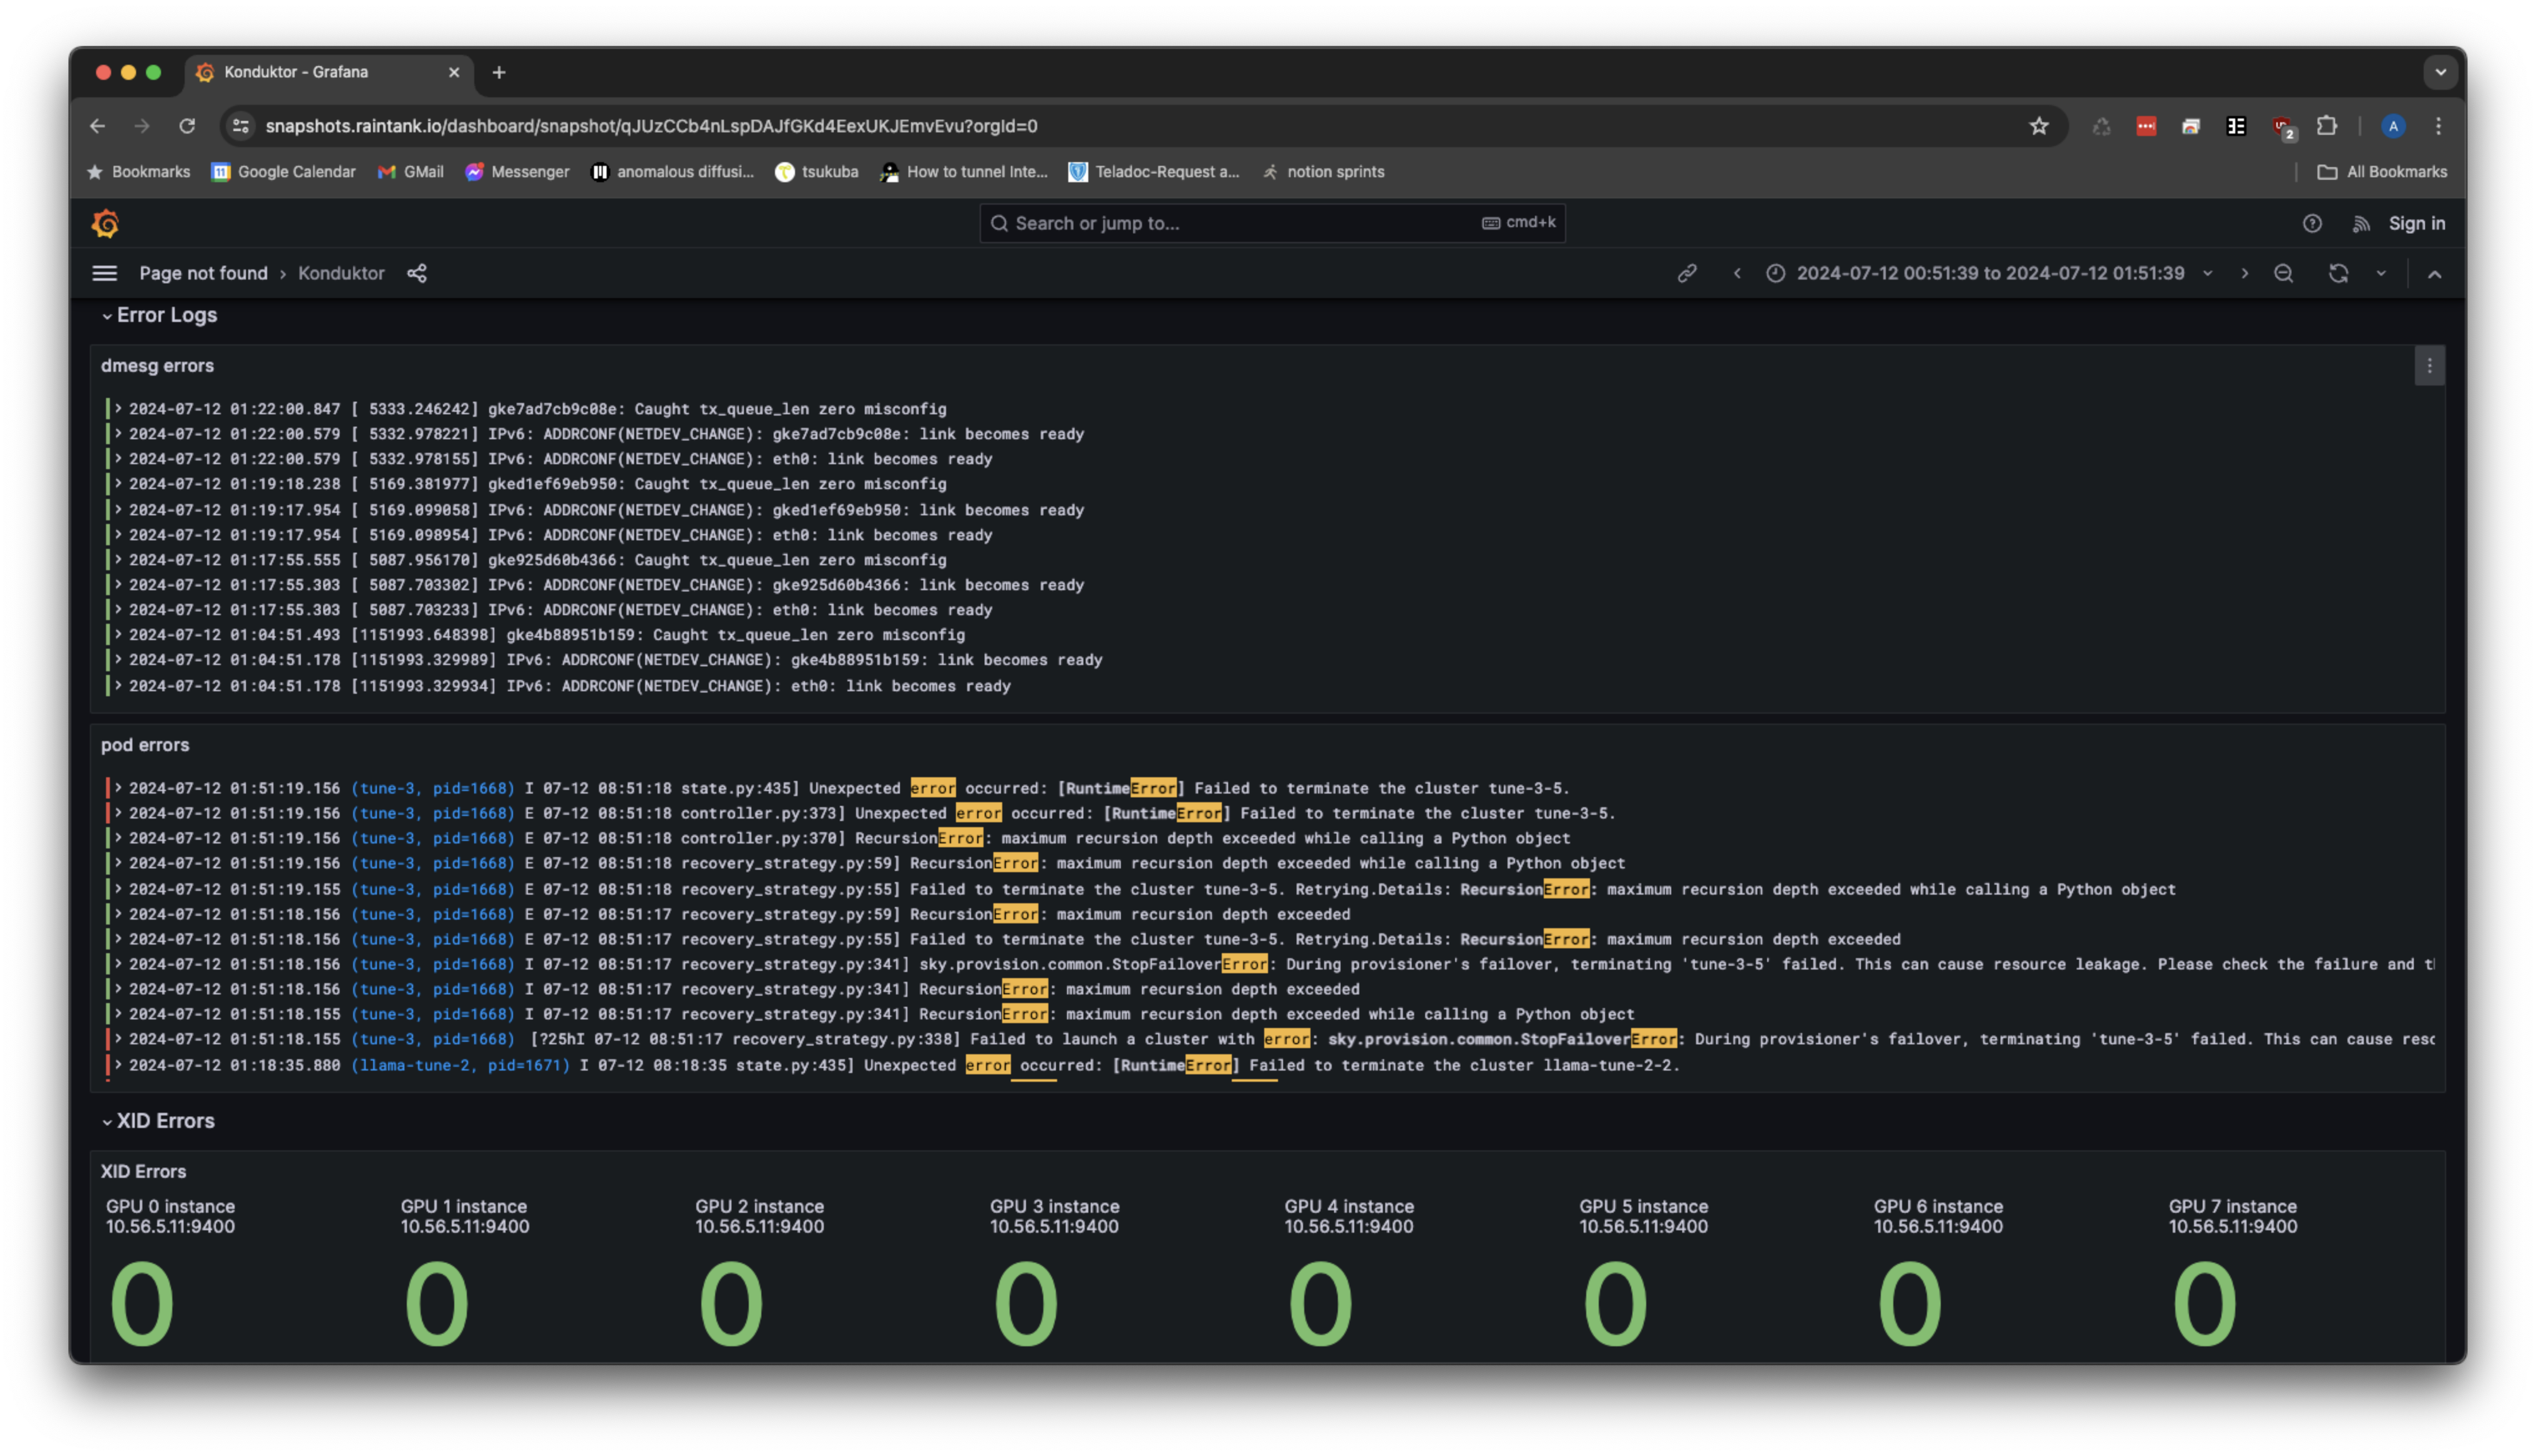 Konduktor - Grafana
snapshots.raintank.io/dashboard/snapshot/qJUzCCb4nLspDAJfGKd4EexUKJEmvEvu?orgId=0
2
A
Bookmarks
11 Google Calendar
GMail
Messenger
anomalous diffusi...
tsukuba
How to tunnel Inte...
Teladoc-Request a...
notion sprints
All Bookmarks
Search or jump to...
cmd+k
Sign in
Page not found › Konduktor
2024-07-12 00:51:39 to 2024-07-12 01:51:39
Error Logs
dmesg errors
> 2024-07-12 01:22:00.847 [ 5333.246242] gke7ad7cb9c08e: Caught tx_queue_len zero misconfig
> 2024-07-12 01:22:00.579 [ 5332.978221] IPv6: ADDRCONF(NETDEV_CHANGE): gke7ad7cb9c08e: link becomes ready
> 2024-07-12 01:22:00.579 [ 5332.978155] IPv6: ADDRCONF(NETDEV_CHANGE): eth0: link becomes ready
> 2024-07-12 01:19:18.238 [ 5169.381977] gked1ef69eb950: Caught tx_queue_len zero misconfig
> 2024-07-12 01:19:17.954 [ 5169.099058] IPv6: ADDRCONF(NETDEV_CHANGE): gked1ef69eb950: link becomes ready
> 2024-07-12 01:19:17.954 [ 5169.098954] IPv6: ADDRCONF(NETDEV_CHANGE): eth0: link becomes ready
> 2024-07-12 01:17:55.555 [ 5087.956170] gke925d60b4366: Caught tx_queue_len zero misconfig
> 2024-07-12 01:17:55.303 [ 5087.703302] IPv6: ADDRCONF(NETDEV_CHANGE): gke925d60b4366: link becomes ready
> 2024-07-12 01:17:55.303 [ 5087.703233] IPv6: ADDRCONF(NETDEV_CHANGE): eth0: link becomes ready
> 2024-07-12 01:04:51.493 [1151993.648398] gke4b88951b159: Caught tx_queue_len zero misconfig
> 2024-07-12 01:04:51.178 [1151993.329989] IPv6: ADDRCONF(NETDEV_CHANGE): gke4b88951b159: link becomes ready
> 2024-07-12 01:04:51.178 [1151993.329934] IPv6: ADDRCONF(NETDEV_CHANGE): eth0: link becomes ready
pod errors
> 2024-07-12 01:51:19.156 (tune-3, pid=1668) I 07-12 08:51:18 state.py:435] Unexpected error occurred: [RuntimeError] Failed to terminate the cluster tune-3-5.
> 2024-07-12 01:51:19.156 (tune-3, pid=1668) E 07-12 08:51:18 controller.py:373] Unexpected error occurred: [RuntimeError] Failed to terminate the cluster tune-3-5.
> 2024-07-12 01:51:19.156 (tune-3, pid=1668) E 07-12 08:51:18 controller.py:370] RecursionError: maximum recursion depth exceeded while calling a Python object
> 2024-07-12 01:51:19.156 (tune-3, pid=1668) E 07-12 08:51:18 recovery_strategy.py:59] RecursionError: maximum recursion depth exceeded while calling a Python object
> 2024-07-12 01:51:19.155 (tune-3, pid=1668) E 07-12 08:51:18 recovery_strategy.py:55] Failed to terminate the cluster tune-3-5. Retrying.Details: RecursionError: maximum recursion depth exceeded while calling a Python object
> 2024-07-12 01:51:18.156 (tune-3, pid=1668) E 07-12 08:51:17 recovery_strategy.py:59] RecursionError: maximum recursion depth exceeded
> 2024-07-12 01:51:18.156 (tune-3, pid=1668) E 07-12 08:51:17 recovery_strategy.py:55] Failed to terminate the cluster tune-3-5. Retrying.Details: RecursionError: maximum recursion depth exceeded
> 2024-07-12 01:51:18.156 (tune-3, pid=1668) I 07-12 08:51:17 recovery_strategy.py:341] sky.provision.common.StopFailoverError: During provisioner's failover, terminating 'tune-3-5' failed. This can cause resource leakage. Please check the failure and t
> 2024-07-12 01:51:18.156 (tune-3, pid=1668) I 07-12 08:51:17 recovery_strategy.py:341] RecursionError: maximum recursion depth exceeded
> 2024-07-12 01:51:18.155 (tune-3, pid=1668) I 07-12 08:51:17 recovery_strategy.py:341] RecursionError: maximum recursion depth exceeded while calling a Python object
> 2024-07-12 01:51:18.155 (tune-3, pid=1668) [?25hI 07-12 08:51:17 recovery_strategy.py:338] Failed to launch a cluster with error: sky.provision.common.StopFailoverError: During provisioner's failover, terminating 'tune-3-5' failed. This can cause reso
> 2024-07-12 01:18:35.880 (llama-tune-2, pid=1671) I 07-12 08:18:35 state.py:435] Unexpected error occurred: [RuntimeError] Failed to terminate the cluster llama-tune-2-2.
XID Errors
XID Errors
GPU 0 instance GPU 1 instance GPU 2 instance GPU 3 instance GPU 4 instance GPU 5 instance GPU 6 instance GPU 7 instance
10.56.5.11:9400 10.56.5.11:9400 10.56.5.11:9400 10.56.5.11:9400 10.56.5.11:9400 10.56.5.11:9400 10.56.5.11:9400 10.56.5.11:9400
0 0 0 0 0 0 0 0